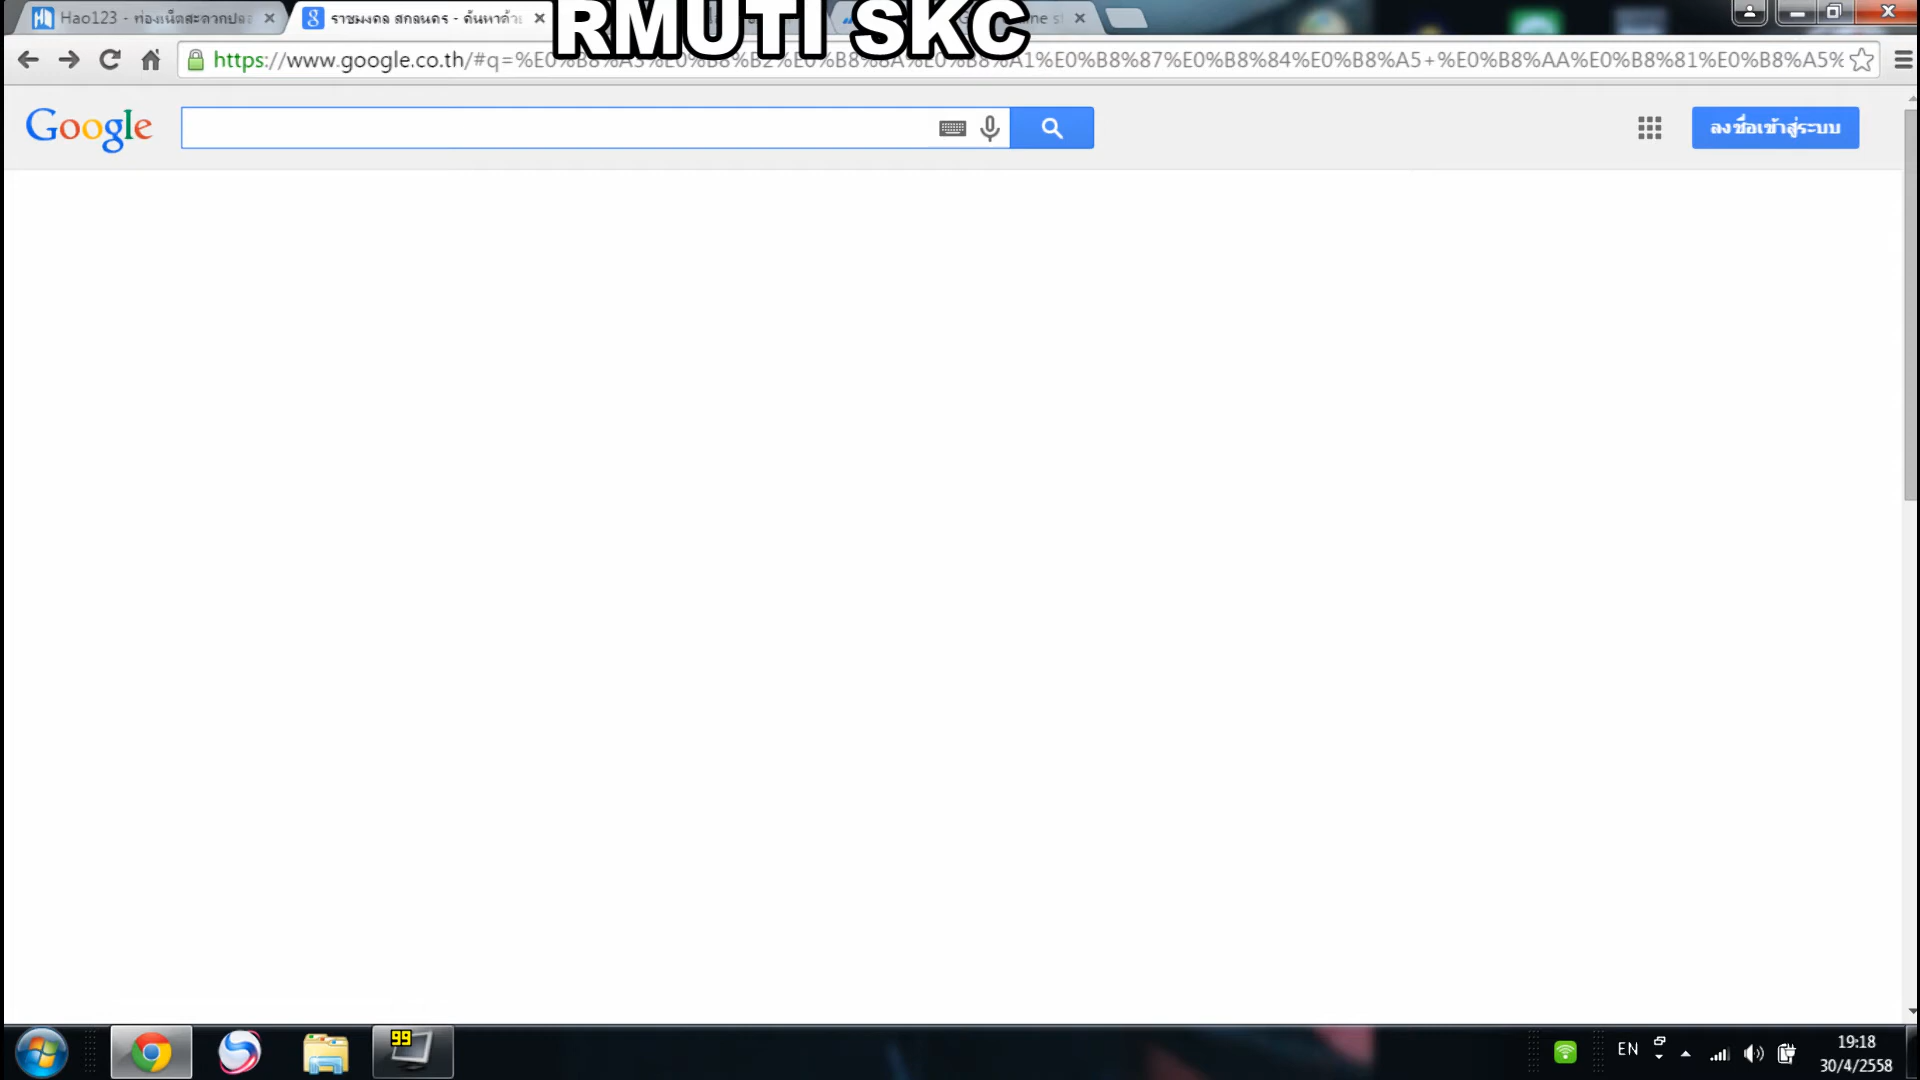 RMUTI SKC
Hao123 - ท่องเน็ตสะดวกปลอ
ราชมงคล สกลนคร - ค้นหาด้วย
https://www.google.co.th/#q=%E0%B8%A3%E0%B8%B2%E0%B8%8A%E0%B8%A1%E0%B8%87%E0%B8%84%E0%B8%A5+%E0%B8%AA%E0%B8%81%E0%B8%A5%
Google
ลงชื่อเข้าสู่ระบบ
99
EN
19:18
30/4/2558